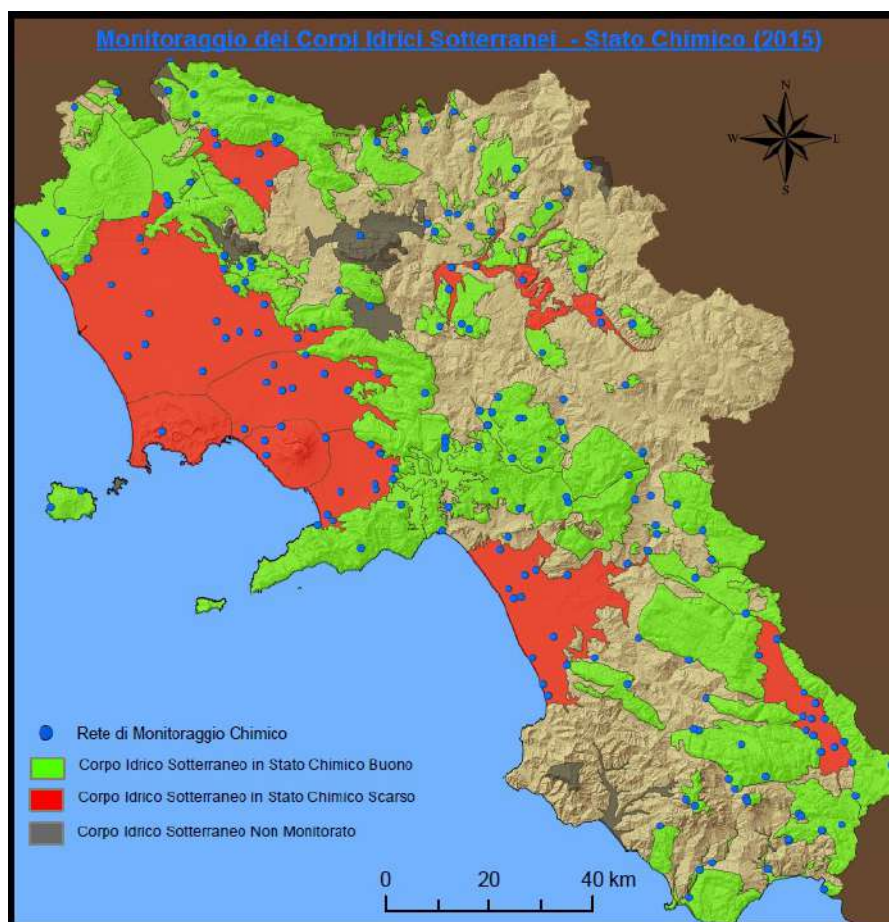 Monitoraggio dei Corpi Idrici Sotterranei - Stato Chimico (2015)
N
W E
S
Rete di Monitoraggio Chimico
Corpo Idrico Sotterraneo in Stato Chimico Buono
Corpo Idrico Sotterraneo in Stato Chimico Scarso
Corpo Idrico Sotterraneo Non Monitorato
0 20 40 km